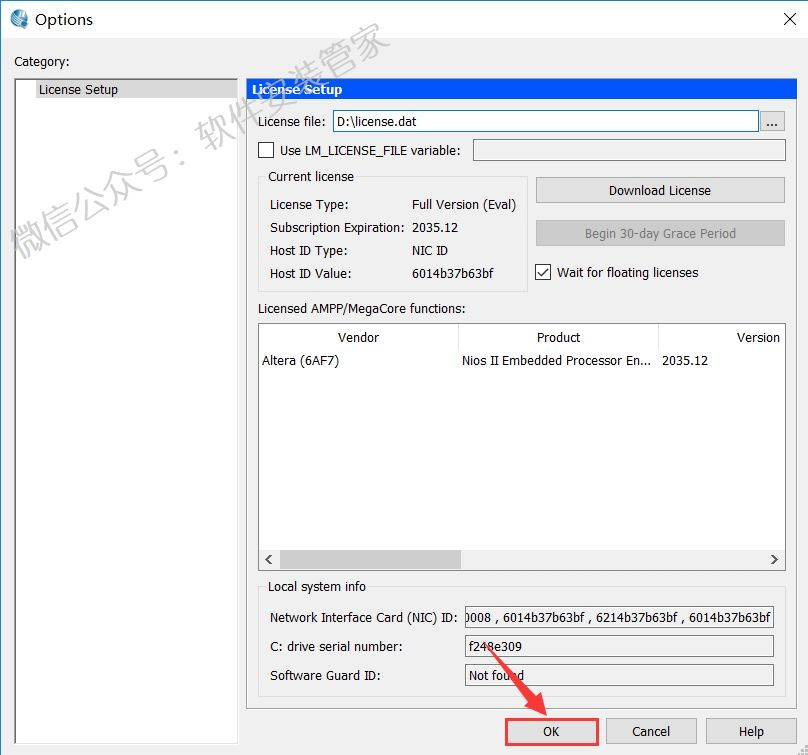 Options
Category:
License Setup
License Setup
License file: D:\license.dat ...
Use LM_LICENSE_FILE variable:
Current license
License Type: Full Version (Eval)
Subscription Expiration: 2035.12
Host ID Type: NIC ID
Host ID Value: 6014b37b63bf
Download License
Begin 30-day Grace Period
Wait for floating licenses
Licensed AMPP/MegaCore functions:
Vendor Product Version
Altera (6AF7) Nios II Embedded Processor En... 2035.12
Local system info
Network Interface Card (NIC) ID: 0008 , 6014b37b63bf , 6214b37b63bf , 6014b37b63bf
C: drive serial number: f248e309
Software Guard ID: Not found
OK Cancel Help
微信公众号：软件安装管家